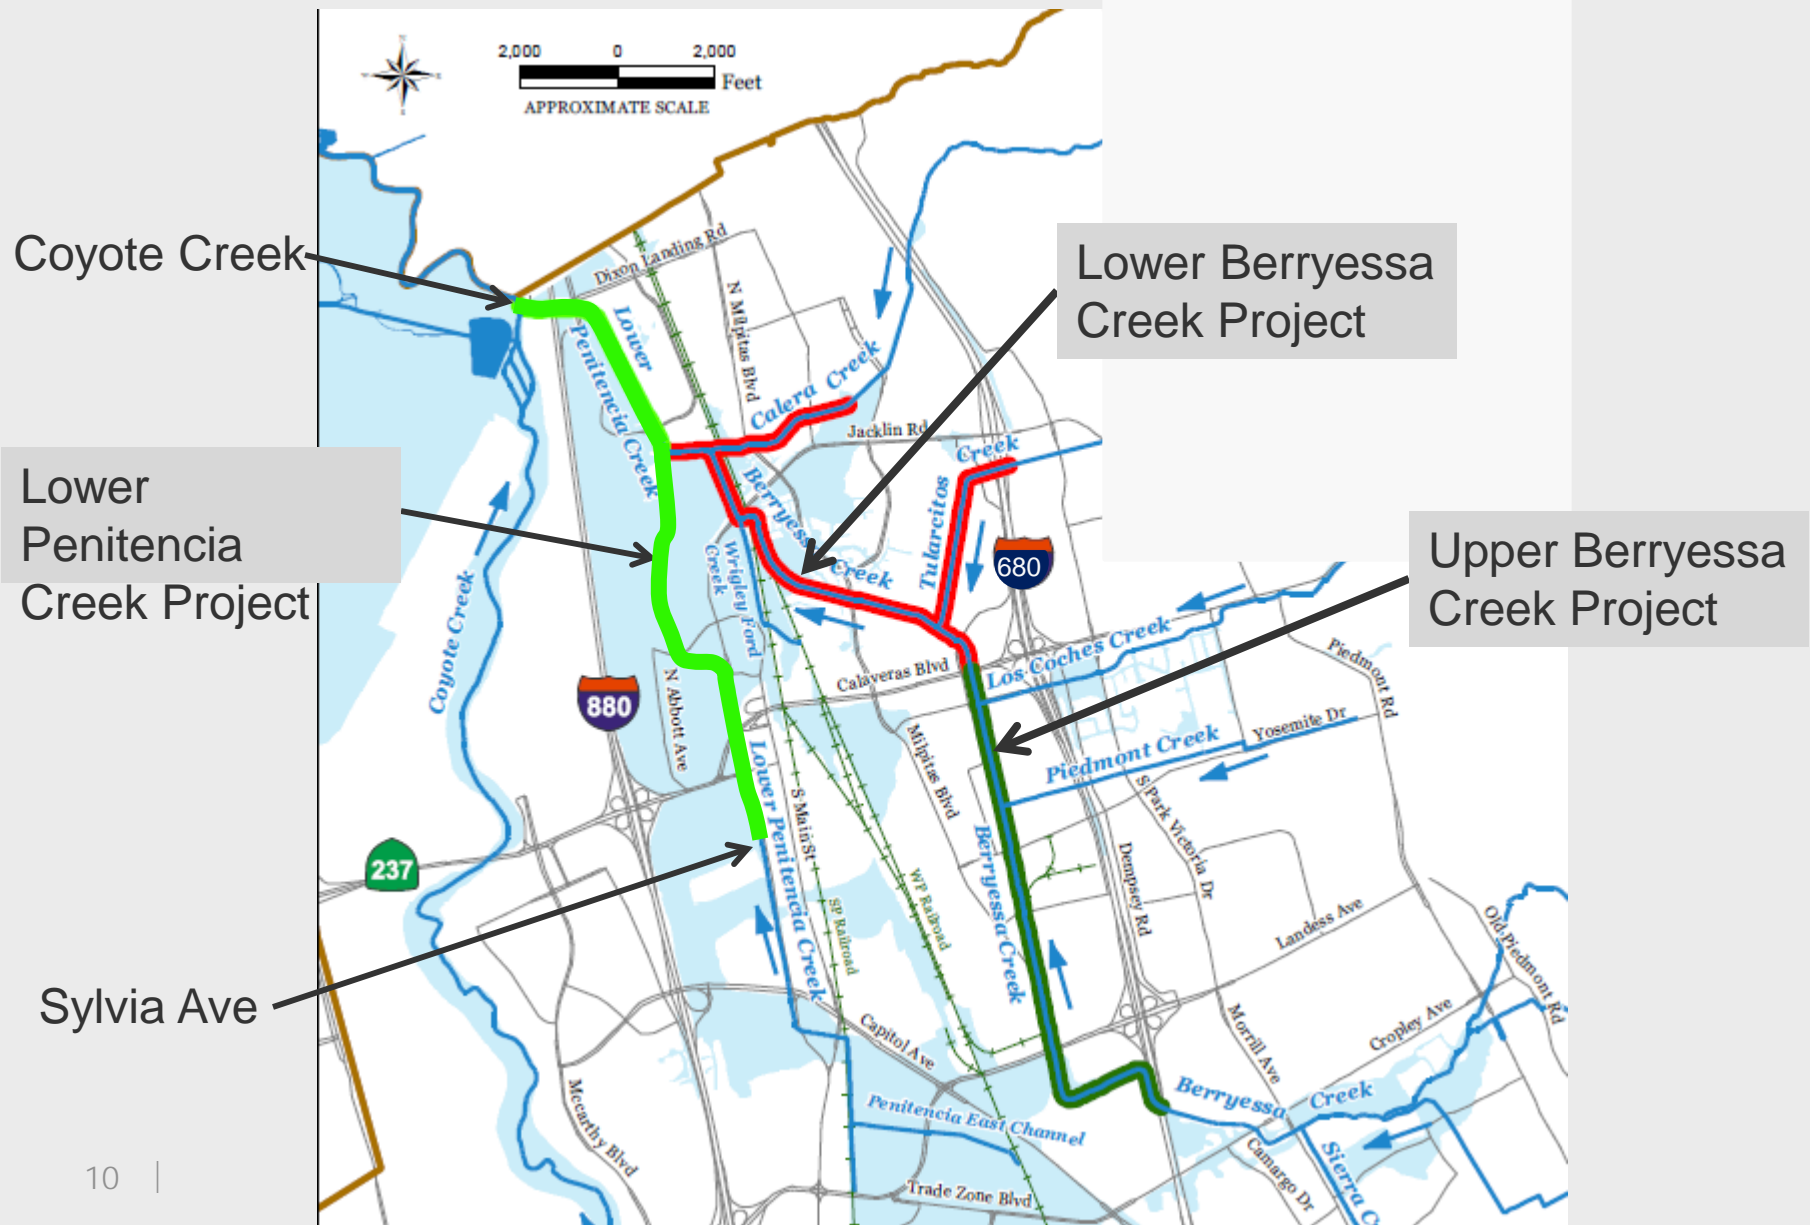 2,000 0 2,000
Feet
APPROXIMATE SCALE
Coyote Creek
Lower Berryessa
Creek Project
Lower
Penitencia
Creek Project
Upper Berryessa
Creek Project
Sylvia Ave
Dixon Landing Rd
N Milpitas Blvd
Lower
Penitencia Creek
Calera Creek
Jacklin Rd
Creek
Tularcitos
Berryess
Creek
Wrigley Ford
Creek
680
Coyote Creek
880
N Abbott Ave
Calaveras Blvd
Los Coches Creek
Piedmont Rd
Yosemite Dr
Piedmont Creek
Milpitas Blvd
Lower Penitencia Creek
S Main St
237
S Park Victoria Dr
Dempsey Rd
Berryessa Creek
WP Railroad
SP Railroad
Landess Ave
Old Piedmont Rd
Cropley Ave
Morrill Ave
Capitol Ave
Mccarthy Blvd
Penitencia East Channel
Berryessa Creek
Camargo Dr
Sierra C
Trade Zone Blvd
10 |